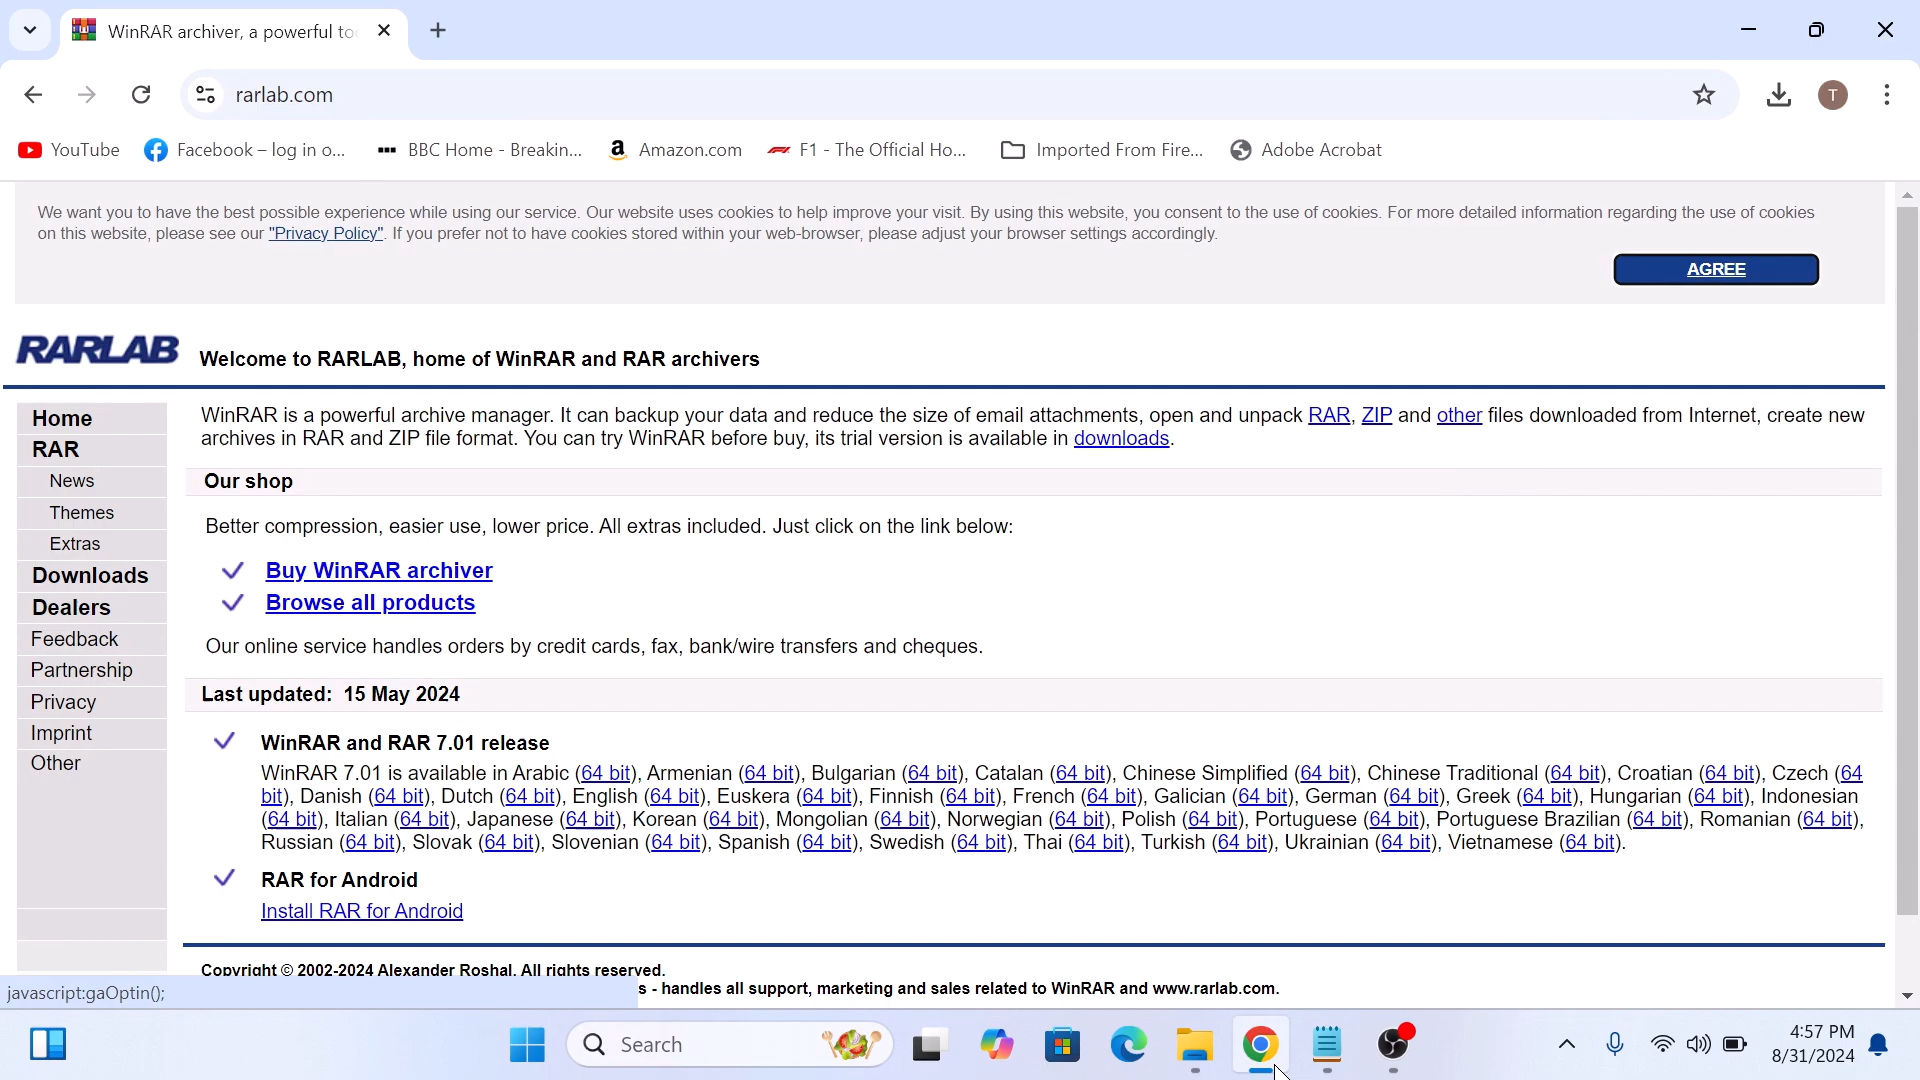 WinRAR archiver, a powerful to
rarlab.com
T
YouTube Facebook – log in o... BBC Home - Breakin... Amazon.com F1 - The Official Ho... Imported From Fire... Adobe Acrobat
We want you to have the best possible experience while using our service. Our website uses cookies to help improve your visit. By using this website, you consent to the use of cookies. For more detailed information regarding the use of cookies
on this website, please see our "Privacy Policy". If you prefer not to have cookies stored within your web-browser, please adjust your browser settings accordingly.
AGREE
RARLAB Welcome to RARLAB, home of WinRAR and RAR archivers
Home
RAR
News
Themes
Extras
Downloads
Dealers
Feedback
Partnership
Privacy
Imprint
Other
WinRAR is a powerful archive manager. It can backup your data and reduce the size of email attachments, open and unpack RAR, ZIP and other files downloaded from Internet, create new
archives in RAR and ZIP file format. You can try WinRAR before buy, its trial version is available in downloads.
Our shop
Better compression, easier use, lower price. All extras included. Just click on the link below:
Buy WinRAR archiver
Browse all products
Our online service handles orders by credit cards, fax, bank/wire transfers and cheques.
Last updated: 15 May 2024
WinRAR and RAR 7.01 release
WinRAR 7.01 is available in Arabic (64 bit), Armenian (64 bit), Bulgarian (64 bit), Catalan (64 bit), Chinese Simplified (64 bit), Chinese Traditional (64 bit), Croatian (64 bit), Czech (64
bit), Danish (64 bit), Dutch (64 bit), English (64 bit), Euskera (64 bit), Finnish (64 bit), French (64 bit), Galician (64 bit), German (64 bit), Greek (64 bit), Hungarian (64 bit), Indonesian
(64 bit), Italian (64 bit), Japanese (64 bit), Korean (64 bit), Mongolian (64 bit), Norwegian (64 bit), Polish (64 bit), Portuguese (64 bit), Portuguese Brazilian (64 bit), Romanian (64 bit),
Russian (64 bit), Slovak (64 bit), Slovenian (64 bit), Spanish (64 bit), Swedish (64 bit), Thai (64 bit), Turkish (64 bit), Ukrainian (64 bit), Vietnamese (64 bit).
RAR for Android
Install RAR for Android
Copyright © 2002-2024 Alexander Roshal. All rights reserved.
s - handles all support, marketing and sales related to WinRAR and www.rarlab.com.
javascript:gaOptin();
Search
4:57 PM
8/31/2024